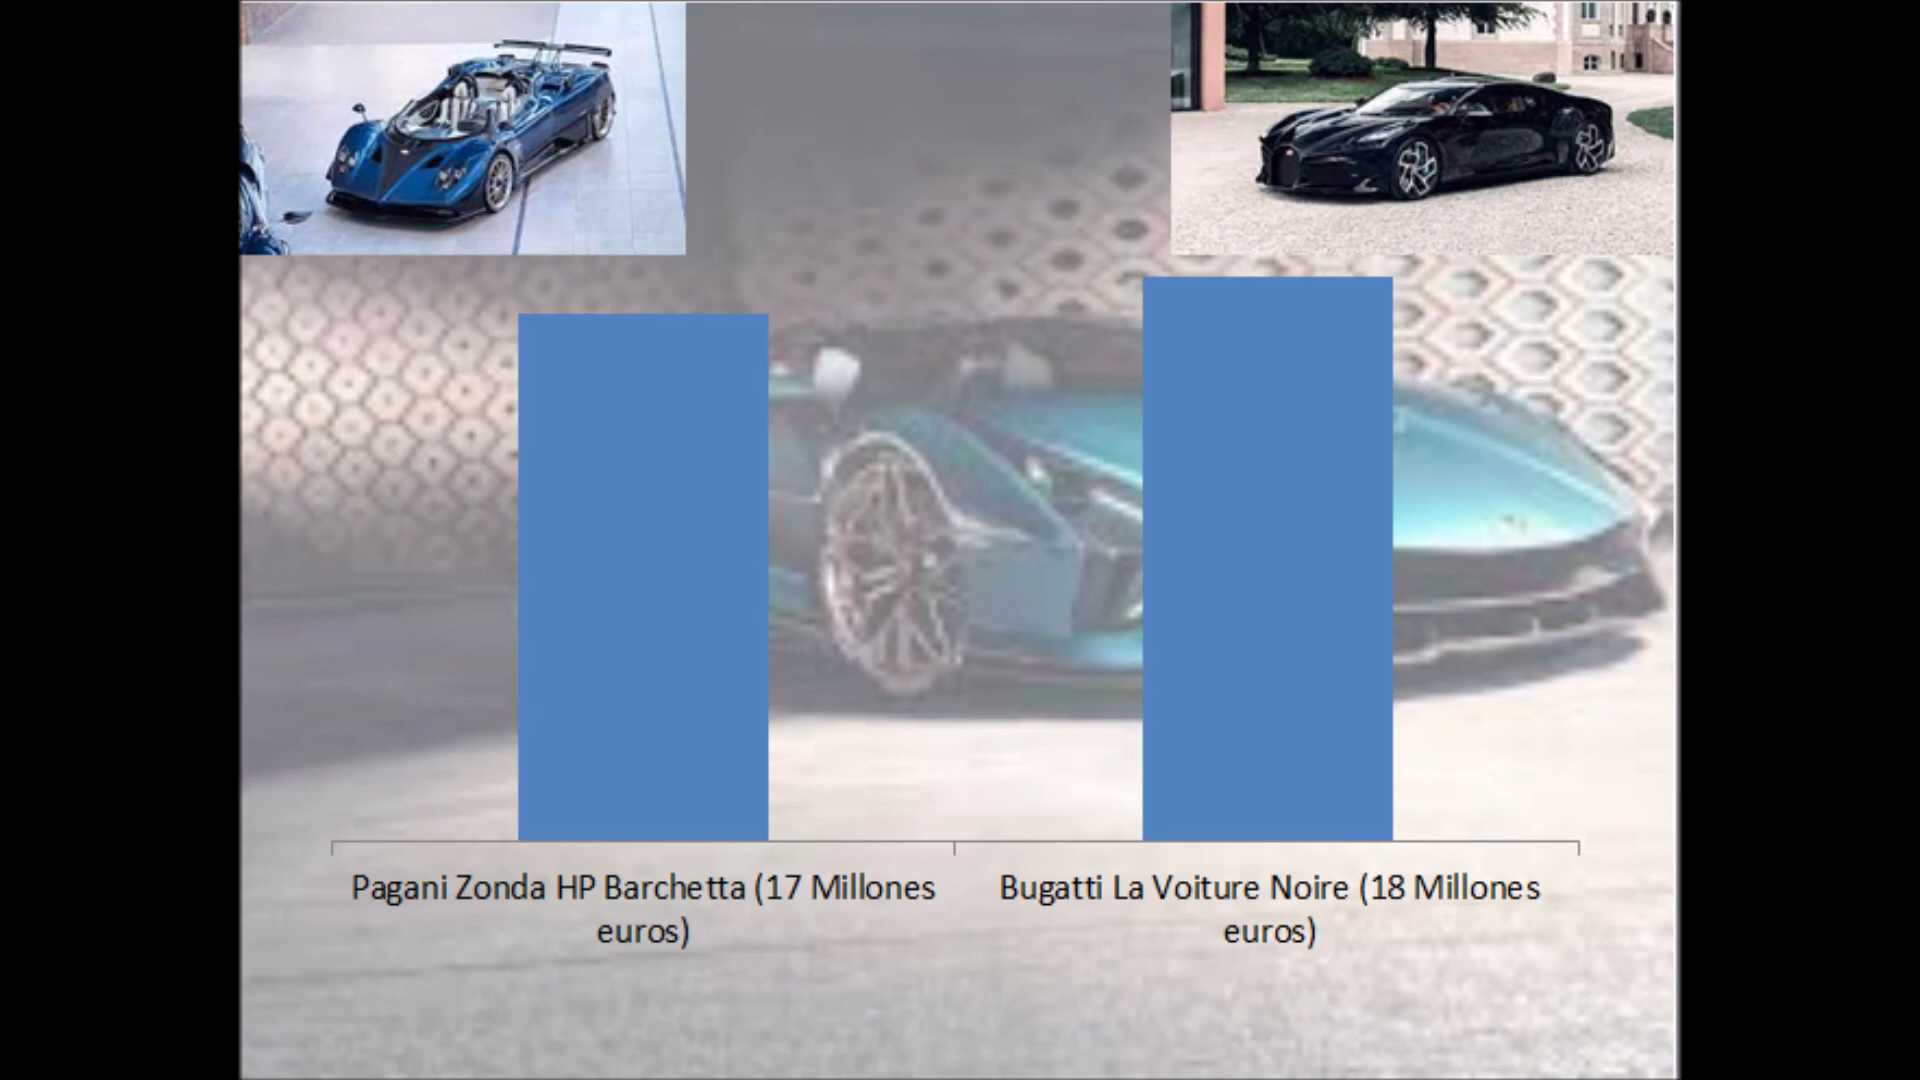 Pagani Zonda HP Barchetta (17 Millones
euros)
Bugatti La Voiture Noire (18 Millones
euros)